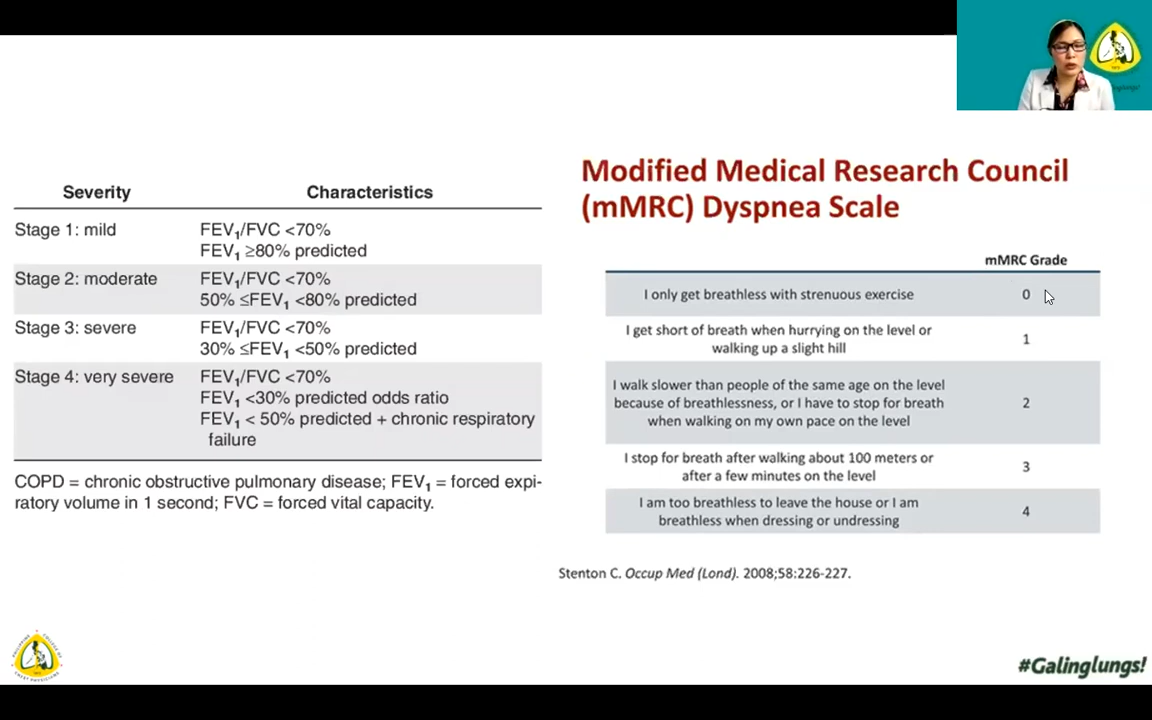 Severity Characteristics
Stage 1: mild FEV₁/FVC <70%
FEV₁ ≥80% predicted
Stage 2: moderate FEV₁/FVC <70%
50% ≤FEV₁ <80% predicted
Stage 3: severe FEV₁/FVC <70%
30% ≤FEV₁ <50% predicted
Stage 4: very severe FEV₁/FVC <70%
FEV₁ <30% predicted odds ratio
FEV₁ < 50% predicted + chronic respiratory
failure
COPD = chronic obstructive pulmonary disease; FEV₁ = forced expi-
ratory volume in 1 second; FVC = forced vital capacity.
Modified Medical Research Council
(mMRC) Dyspnea Scale
mMRC Grade
I only get breathless with strenuous exercise 0
I get short of breath when hurrying on the level or
walking up a slight hill 1
I walk slower than people of the same age on the level
because of breathlessness, or I have to stop for breath 2
when walking on my own pace on the level
I stop for breath after walking about 100 meters or
after a few minutes on the level 3
I am too breathless to leave the house or I am
breathless when dressing or undressing 4
Stenton C. Occup Med (Lond). 2008;58:226-227.
#Galinglungs!